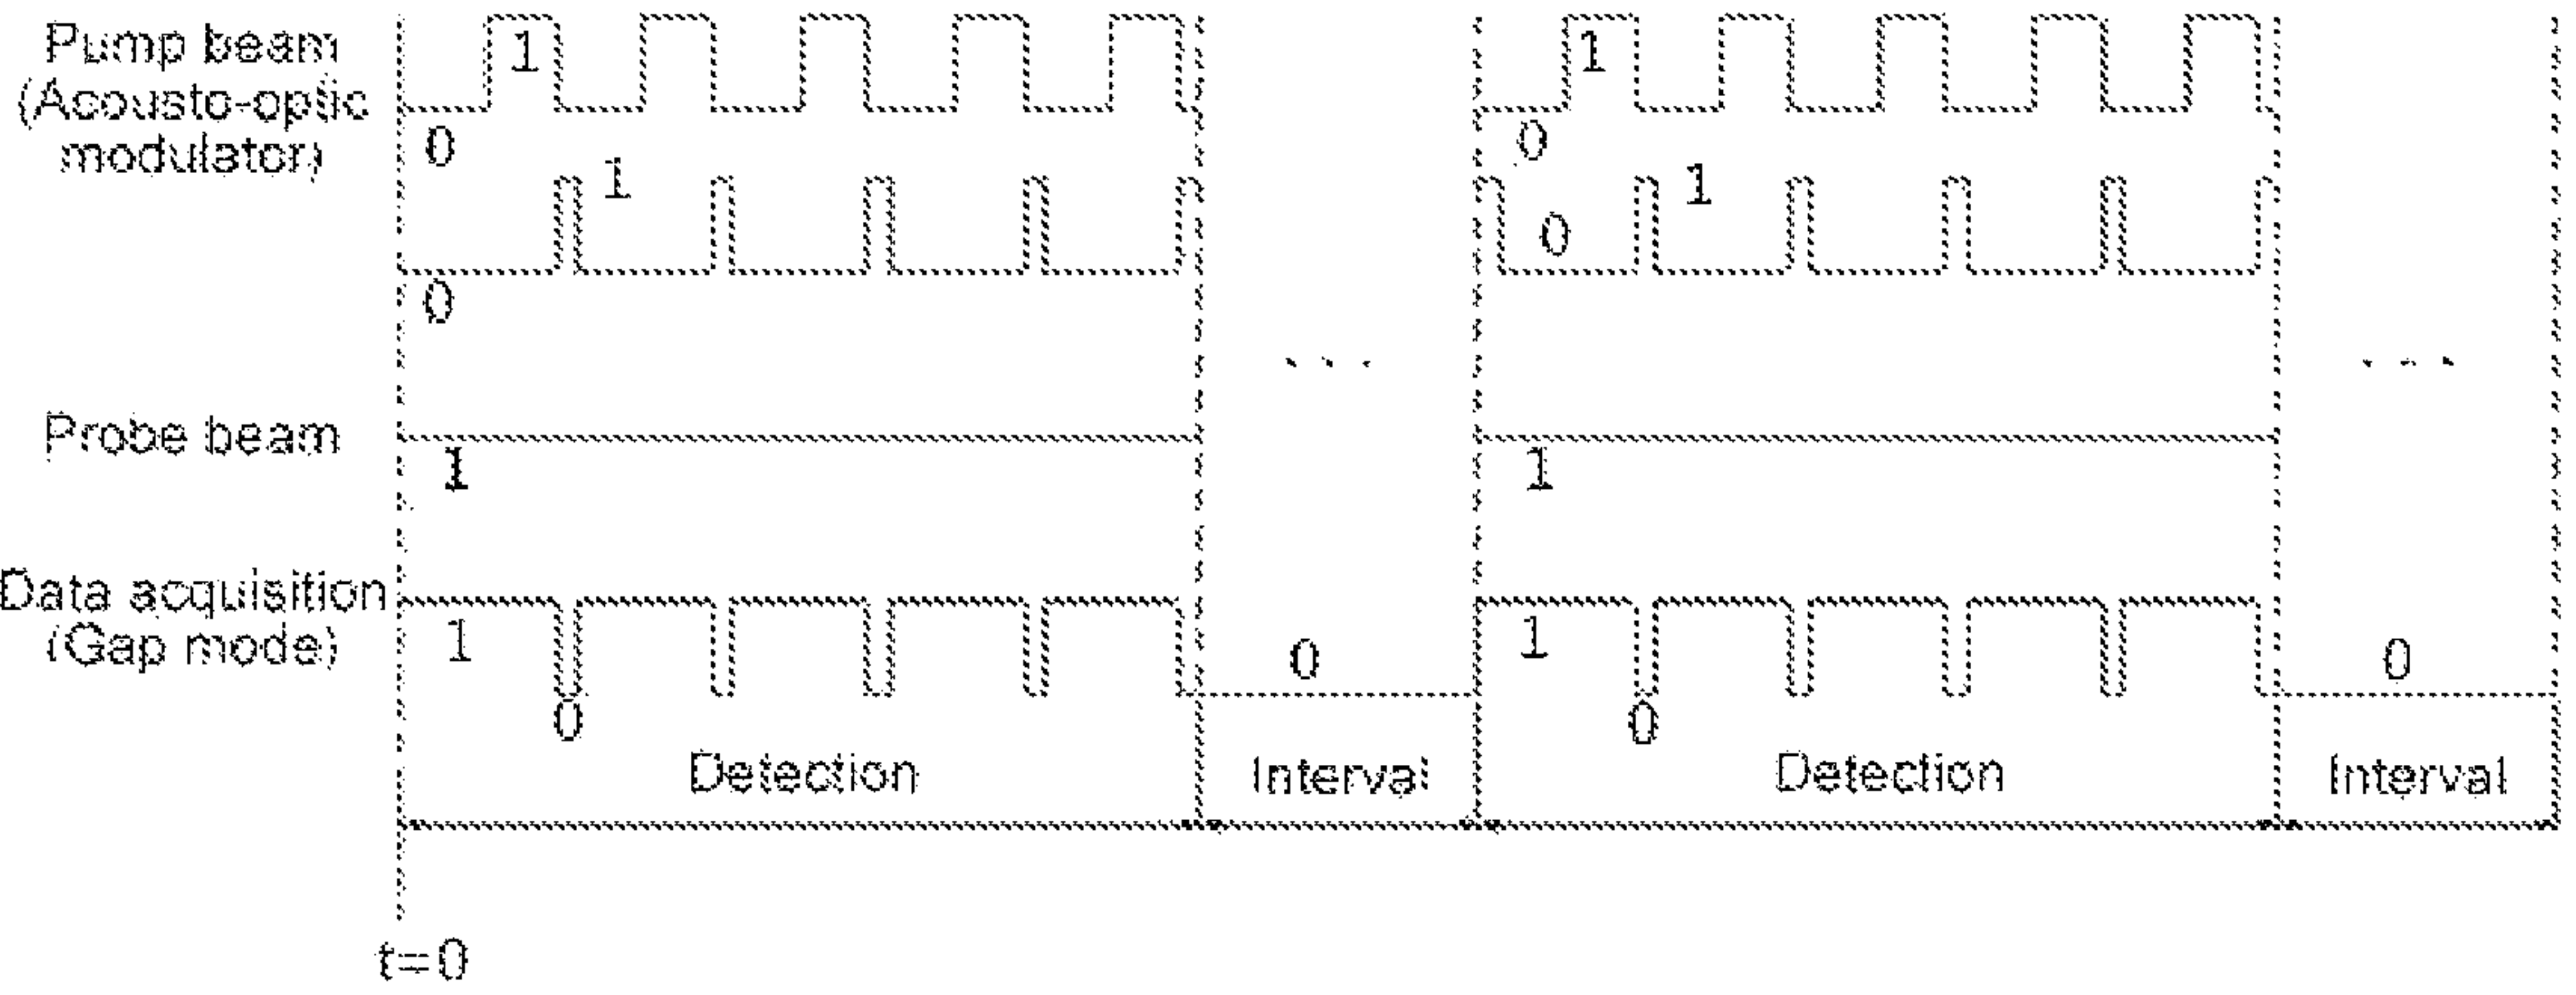 Pump beam
(Acousto-optic
modulator)
1
0
1
0
1
0
1
0
. . .
. . .
Probe beam
1
1
Data acquisition
(Gap mode)
1
0
0
1
0
0
Detection
Interval
Detection
Interval
t=0